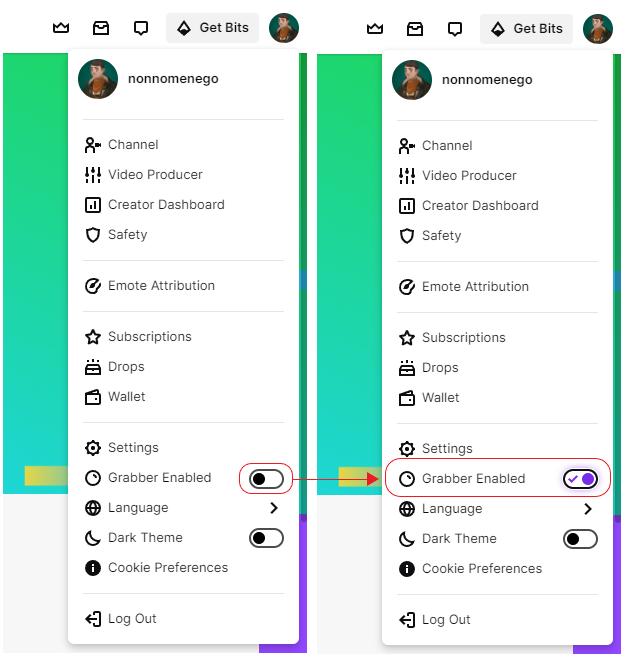 Get Bits
nonnomenego
Channel
Video Producer
Creator Dashboard
Safety
Emote Attribution
Subscriptions
Drops
Wallet
Settings
Grabber Enabled
Language
Dark Theme
Cookie Preferences
Log Out
Get Bits
nonnomenego
Channel
Video Producer
Creator Dashboard
Safety
Emote Attribution
Subscriptions
Drops
Wallet
Settings
Grabber Enabled
Language
Dark Theme
Cookie Preferences
Log Out